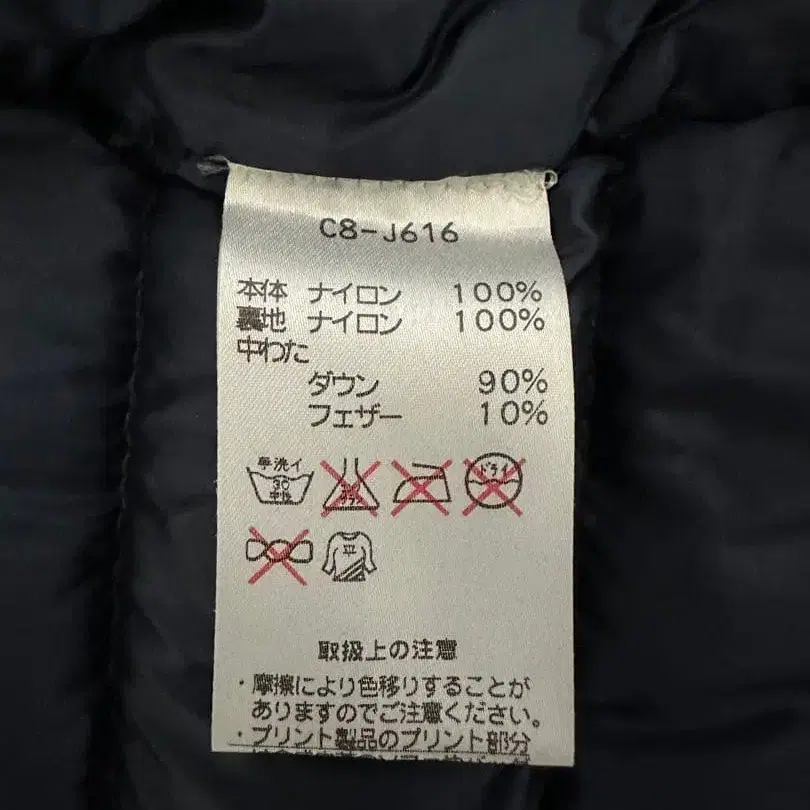 C8-J616
本体 ナイロン 100%
裏地 ナイロン 100%
中わた
ダウン 90%
フェザー 10%
手洗イ
30
中性
ドライ
平
取扱上の注意
・摩擦により色移りすることが
ありますのでご注意ください。
・プリント製品のプリント部分